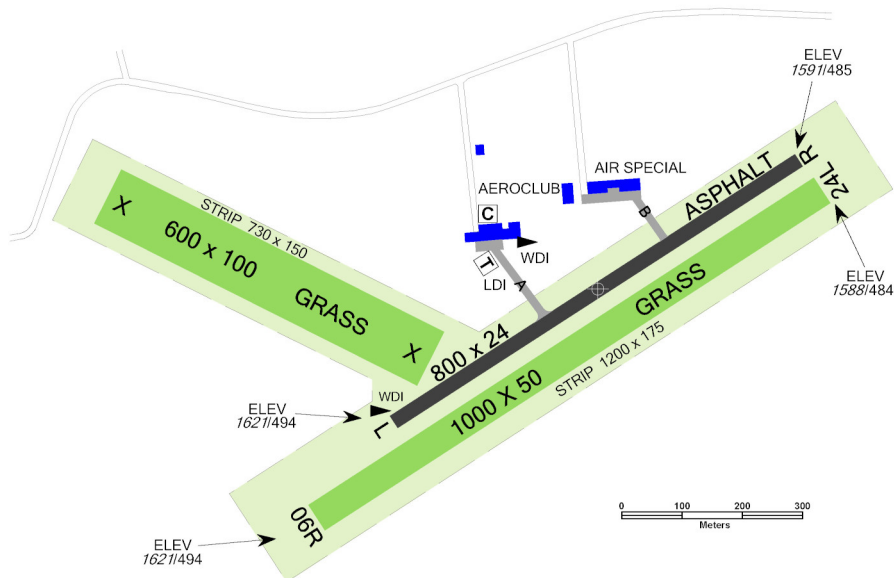 ELEV
1591/485
AIR SPECIAL
AEROCLUB
ASPHALT
R
24L
B
C
WDI
T
LDI
A
ELEV
1588/484
X
STRIP 730 x 150
600 x 100
GRASS
X
GRASS
800 x 24
STRIP 1200 x 175
1000 X 50
WDI
ELEV
1621/494
L
06R
ELEV
1621/494
0 100 200 300
Meters